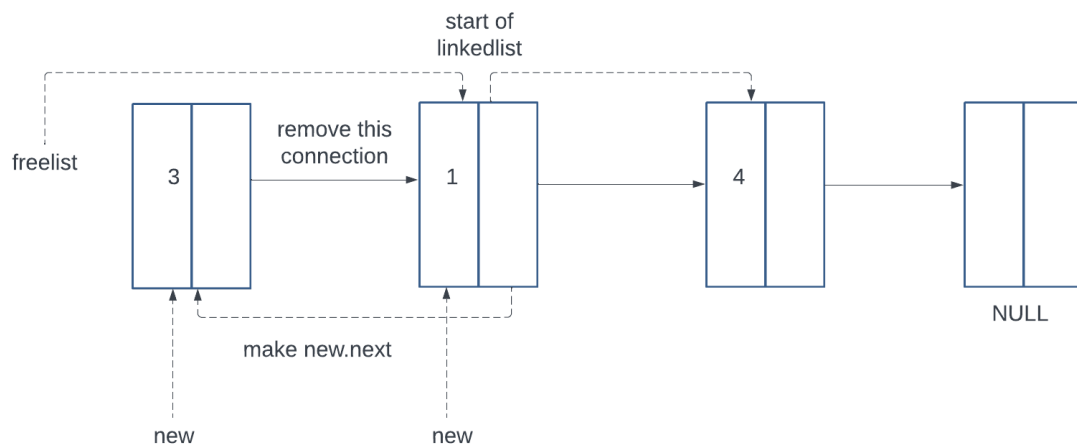 start of
linkedlist
freelist
remove this
connection
3
1
4
NULL
make new.next
new
new